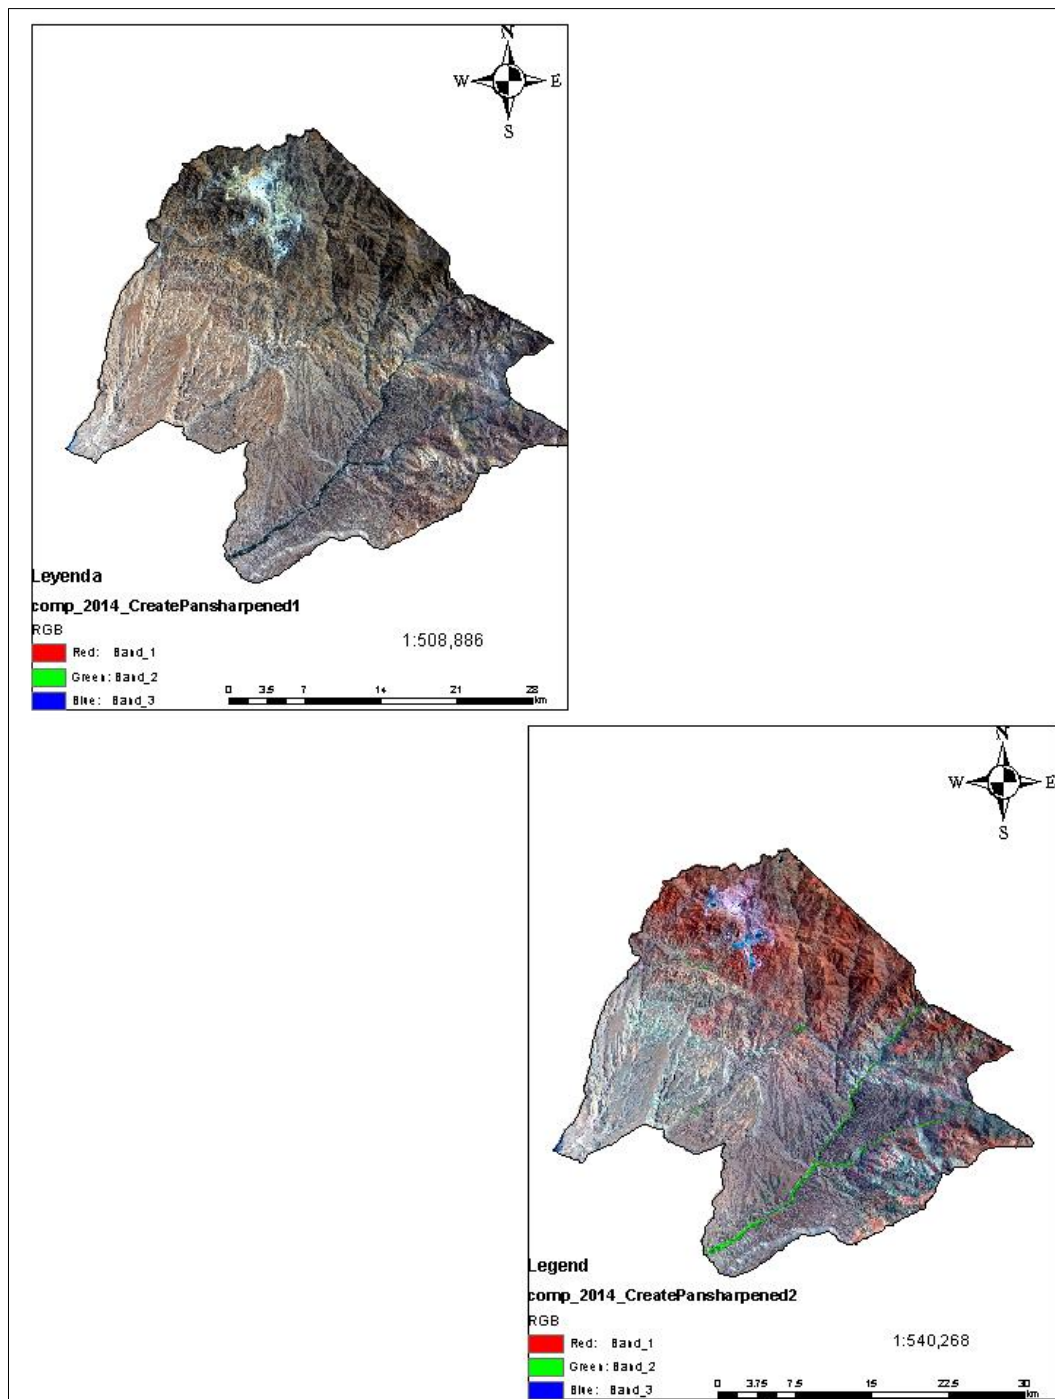 N
W E
S
Leyenda
comp_2014_CreatePansharpened1
RGB
Red: Band_1
Green: Band_2
Blue: Band_3
1:508,886
0 3.5 7 14 21 28
km
N
W E
S
Legend
comp_2014_CreatePansharpened2
RGB
Red: Band_1
Green: Band_2
Blue: Band_3
1:540,268
0 3.75 7.5 15 22.5 30
km